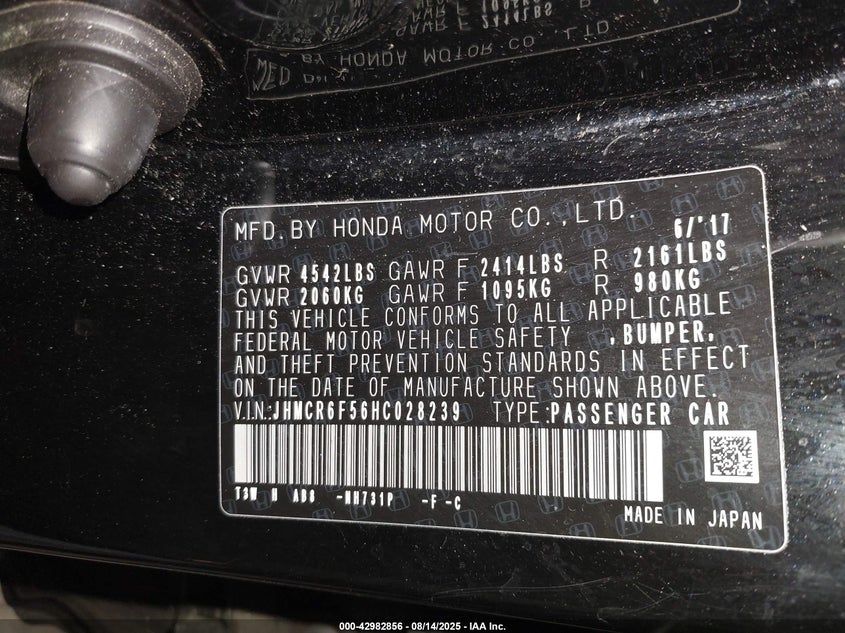 GAWR F 2414LBS R
BY HONDA MOTOR CO LTD
MFD.BY HONDA MOTOR CO.,LTD. 6/'17
GVWR 4542LBS GAWR F 2414LBS R 2161LBS
GVWR 2060KG GAWR F 1095KG R 980KG
THIS VEHICLE CONFORMS TO ALL APPLICABLE
FEDERAL MOTOR VEHICLE SAFETY ,BUMPER,
AND THEFT PREVENTION STANDARDS IN EFFECT
ON THE DATE OF MANUFACTURE SHOWN ABOVE.
V.I.N.:JHMCR6F56HC028239 TYPE:PASSENGER CAR
T3W N AB8 -NH731P -F-C
MADE IN JAPAN
000-42982856 - 08/14/2025 - IAA Inc.